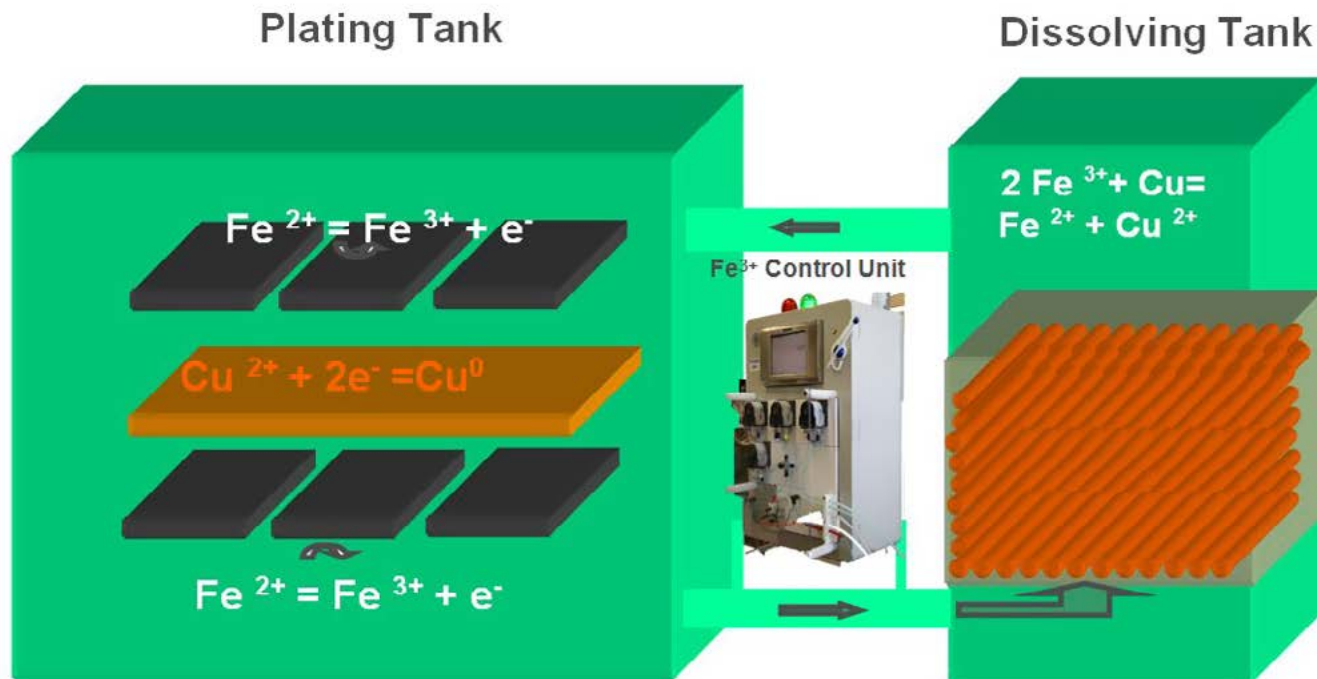 Plating Tank
Dissolving Tank
Fe ²⁺ = Fe ³⁺ + e⁻
2 Fe ³⁺+ Cu=
Fe ²⁺ + Cu ²⁺
Fe³⁺ Control Unit
Cu ²⁺ + 2e⁻ =Cu⁰
Fe ²⁺ = Fe ³⁺ + e⁻